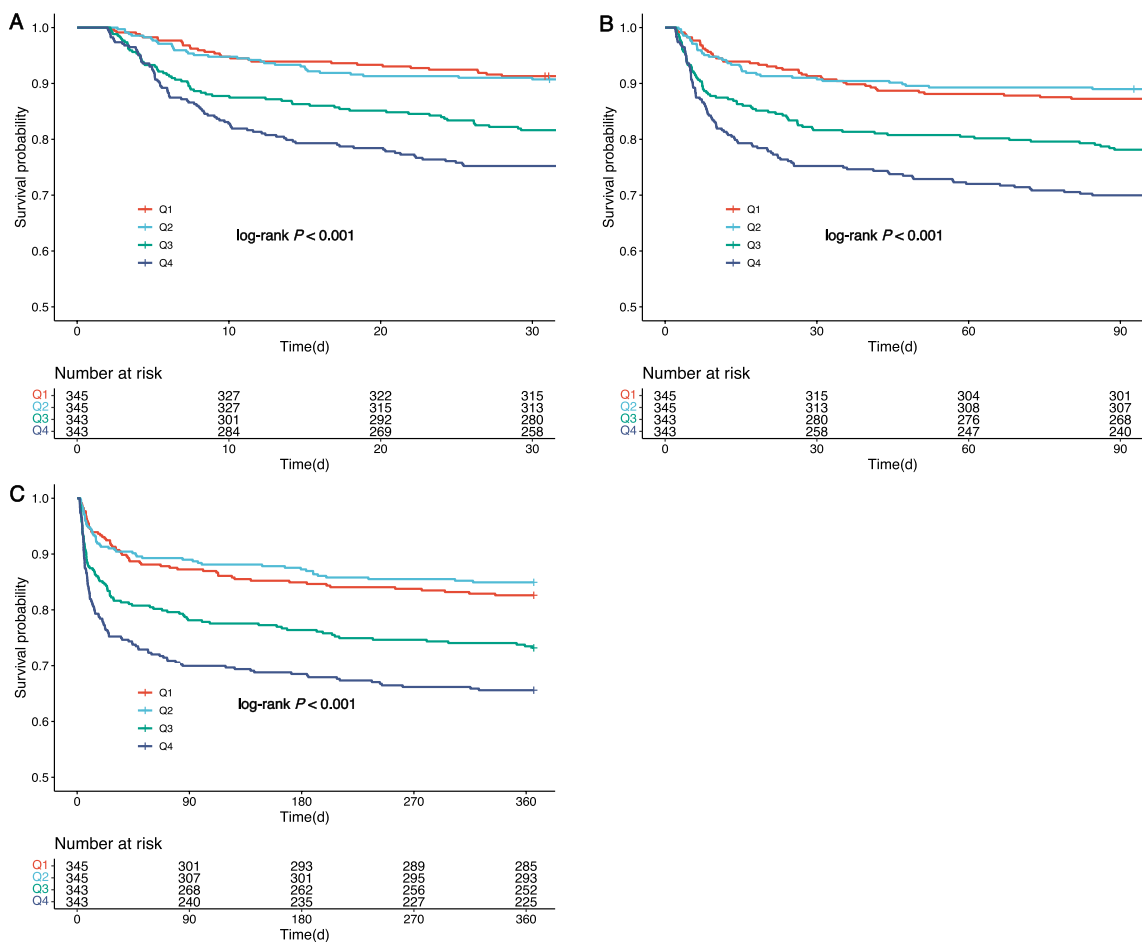 A
Survival probability
1.0
0.9
0.8
0.7
0.6
0.5
Q1
Q2
Q3
Q4
log-rank P < 0.001
0 10 20 30
Time(d)
Number at risk
Q1 345 327 322 315
Q2 345 327 315 313
Q3 343 301 292 280
Q4 343 284 269 258
0 10 20 30
Time(d)
B
Survival probability
1.0
0.9
0.8
0.7
0.6
0.5
Q1
Q2
Q3
Q4
log-rank P < 0.001
0 30 60 90
Time(d)
Number at risk
Q1 345 315 304 301
Q2 345 313 308 307
Q3 343 280 276 268
Q4 343 258 247 240
0 30 60 90
Time(d)
C
Survival probability
1.0
0.9
0.8
0.7
0.6
0.5
Q1
Q2
Q3
Q4
log-rank P < 0.001
0 90 180 270 360
Time(d)
Number at risk
Q1 345 301 293 289 285
Q2 345 307 301 295 293
Q3 343 268 262 256 252
Q4 343 240 235 227 225
0 90 180 270 360
Time(d)